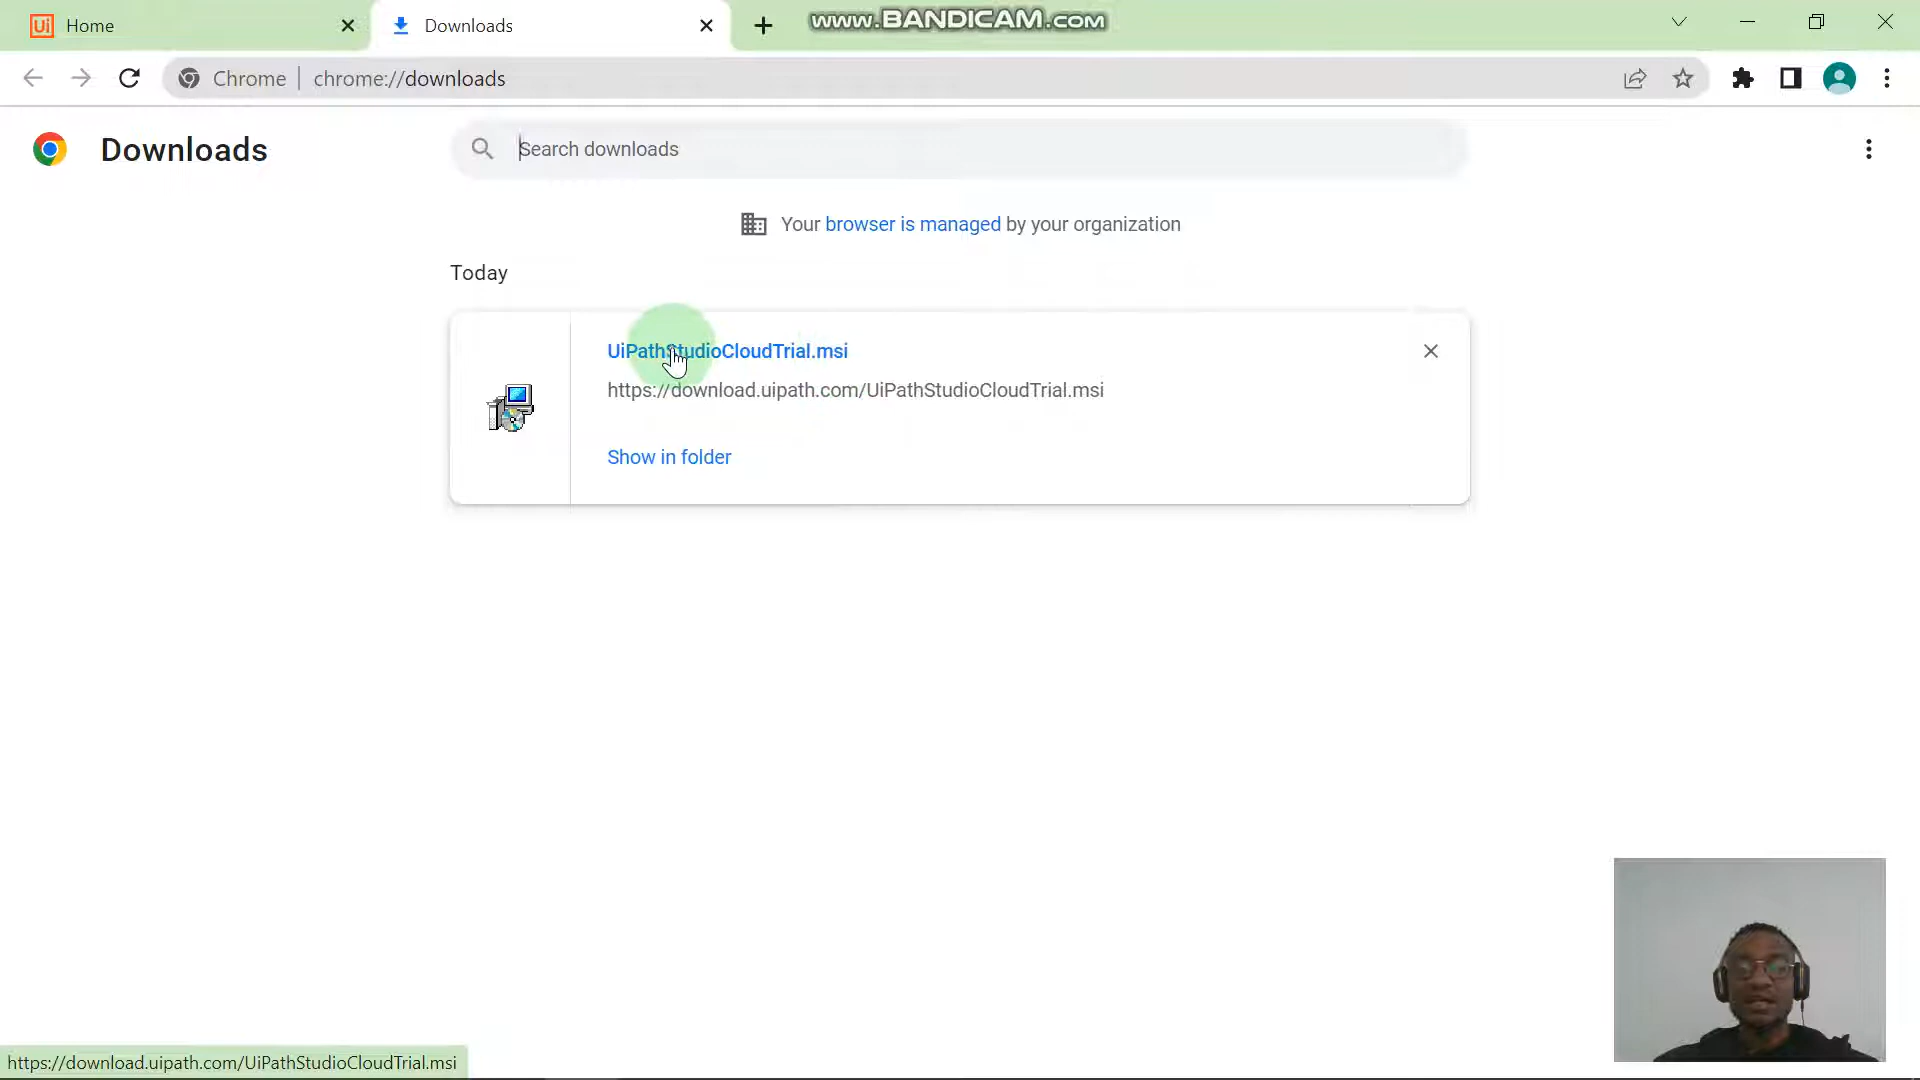 Ui Home
Downloads
www.BANDICAM.com
Chrome
chrome://downloads
Downloads
Search downloads
Your browser is managed by your organization
Today
UiPathStudioCloudTrial.msi
https://download.uipath.com/UiPathStudioCloudTrial.msi
Show in folder
https://download.uipath.com/UiPathStudioCloudTrial.msi